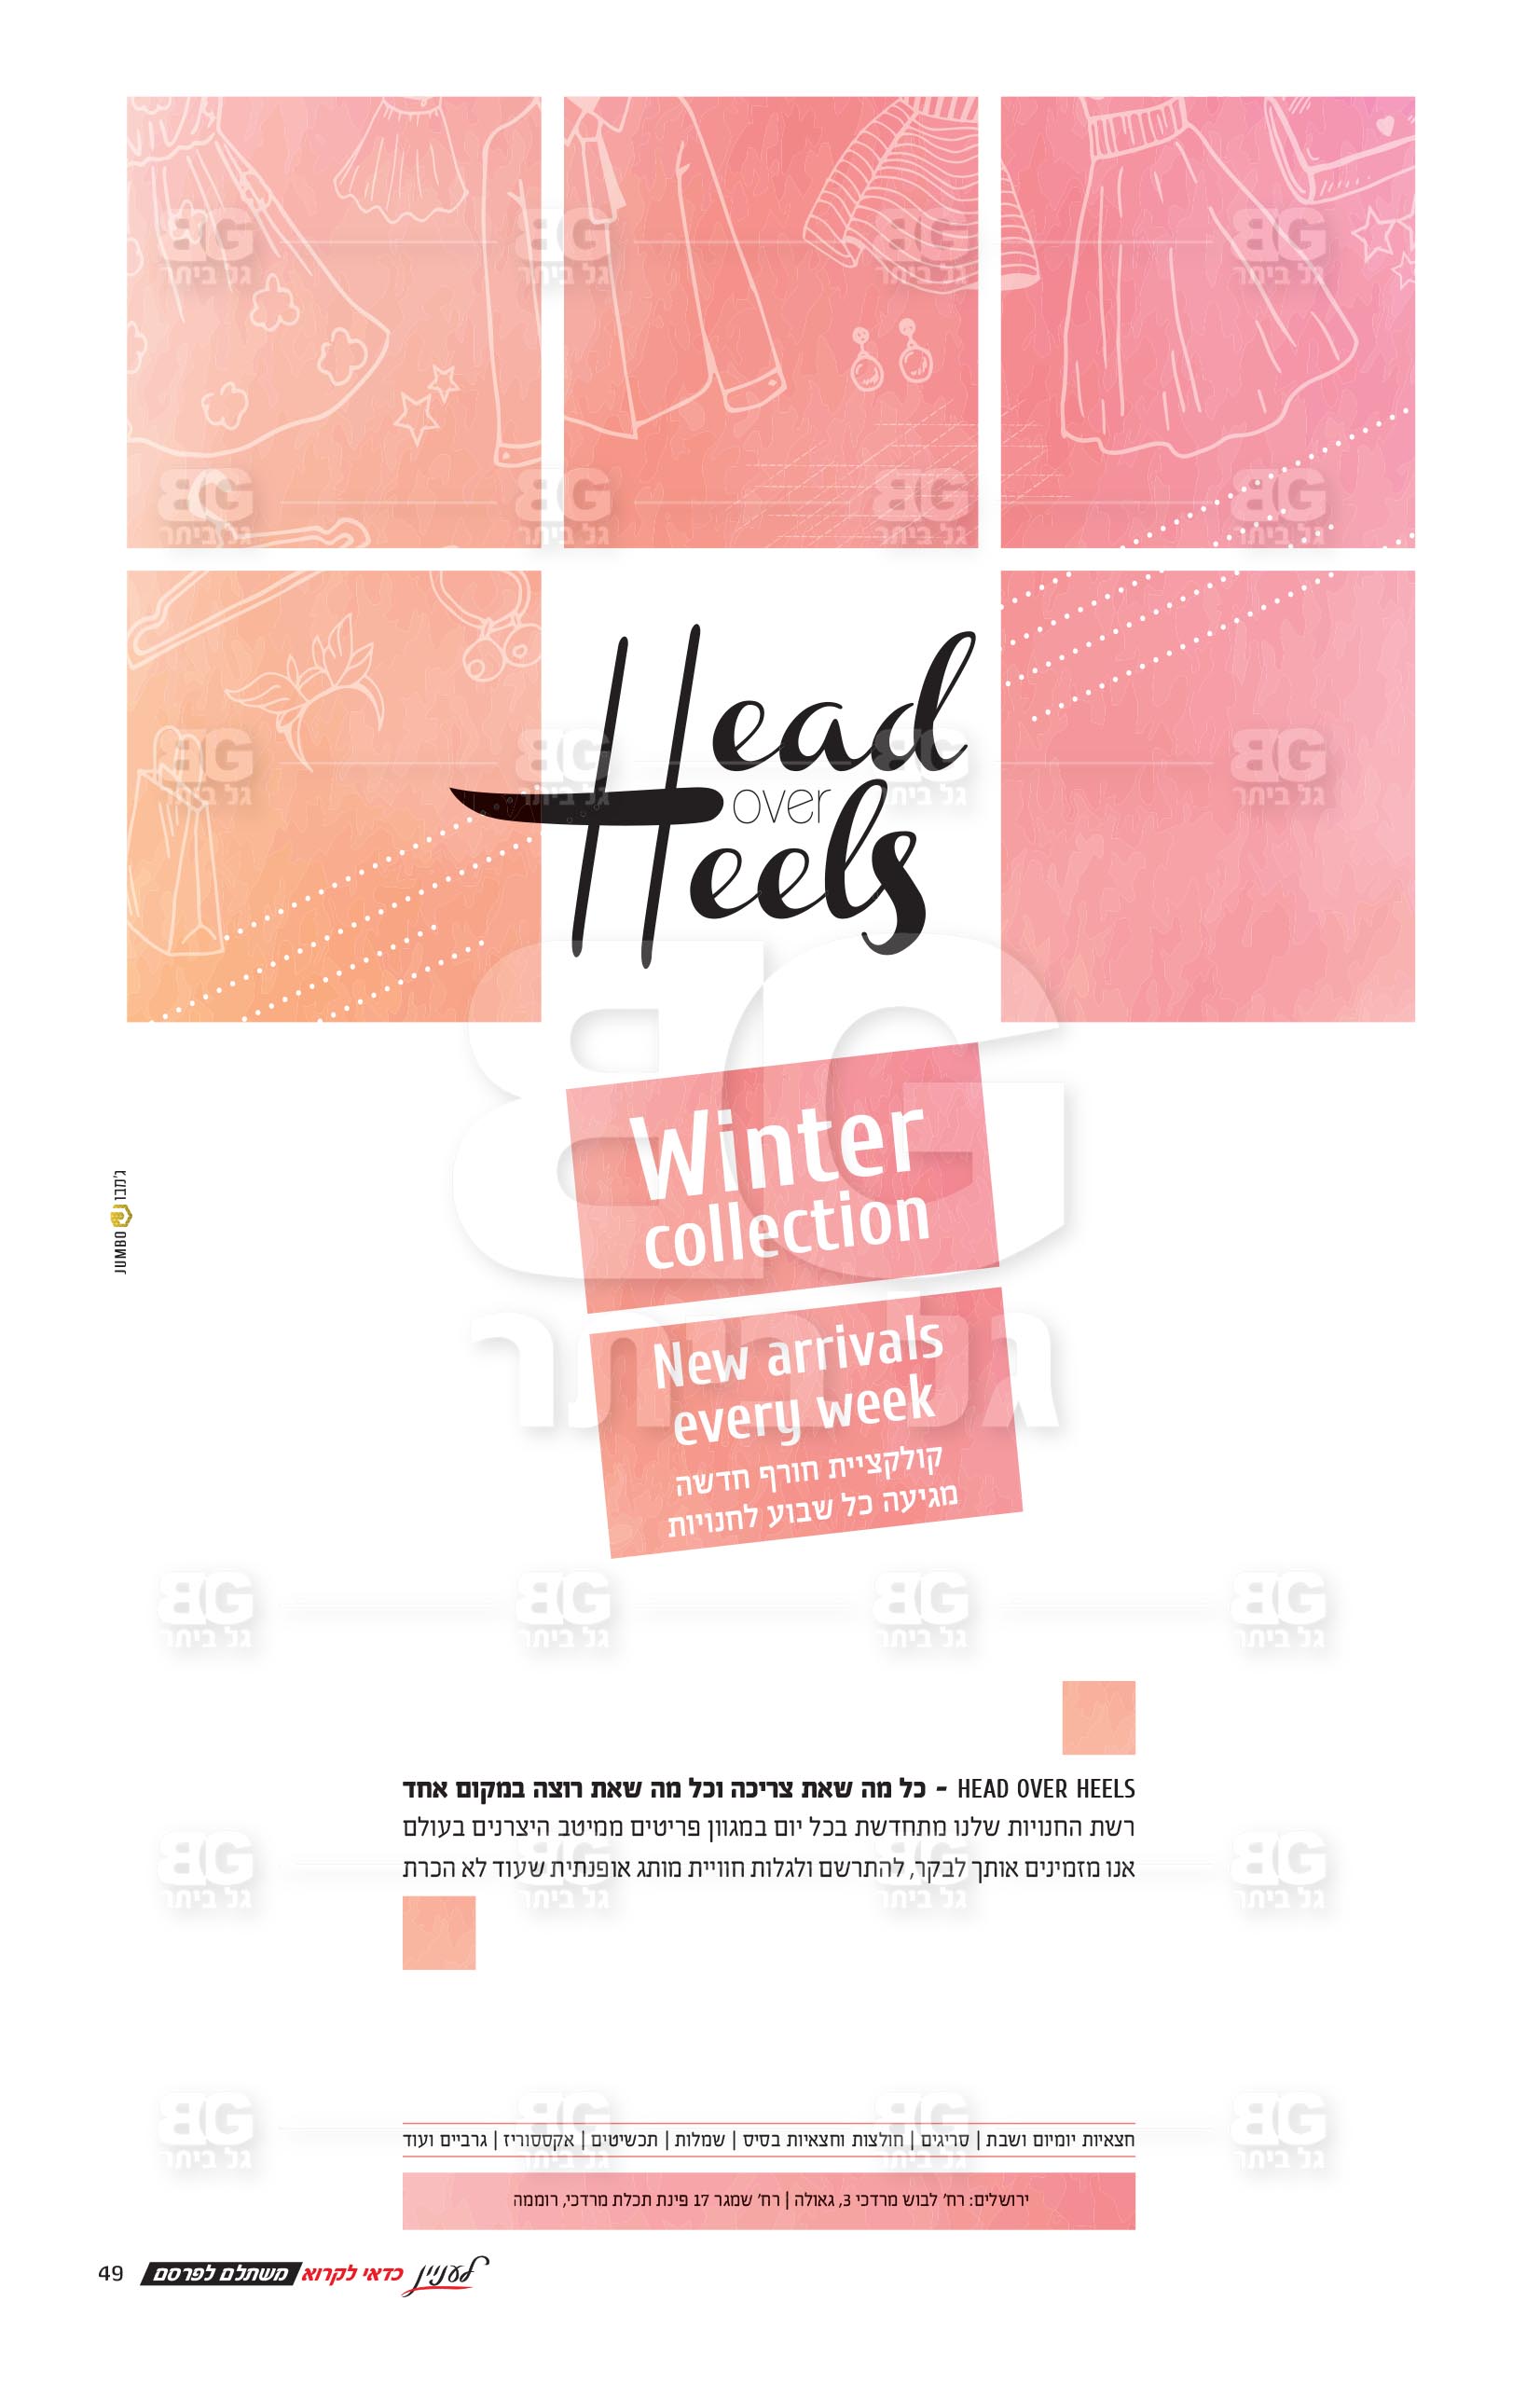 Head
over
Heels
Winter
collection
New arrivals
every week
קולקציית חורף חדשה
מגיעה כל שבוע לחנויות
ג'מבו JUMBO
HEAD OVER HEELS - כל מה שאת צריכה וכל מה שאת רוצה במקום אחד
רשת החנויות שלנו מתחדשת בכל יום במגוון פריטים ממיטב היצרנים בעולם
אנו מזמינים אותך לבקר, להתרשם ולגלות חוויית מותג אופנתית שעוד לא הכרת
חצאיות יומיום ושבת | סריגים | חולצות וחצאיות בסיס | שמלות | תכשיטים | אקססוריז | גרביים ועוד
ירושלים: רח' לבוש מרדכי 3, גאולה | רח' שמגר 17 פינת תכלת מרדכי, רוממה
לעניין כדאי לקרוא משתלם לפרסם 49
BG
גל ביתר